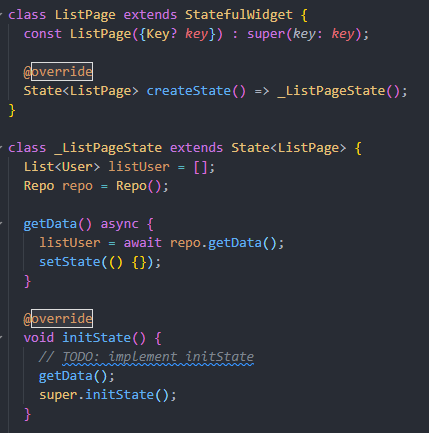 class ListPage extends StatefulWidget {
  const ListPage({Key? key}) : super(key: key);
  @override
  State<ListPage> createState() => _ListPageState();
}
class _ListPageState extends State<ListPage> {
  List<User> listUser = [];
  Repo repo = Repo();
  getData() async {
    listUser = await repo.getData();
    setState(() {});
  }
  @override
  void initState() {
    // TODO: implement initState
    getData();
    super.initState();
  }